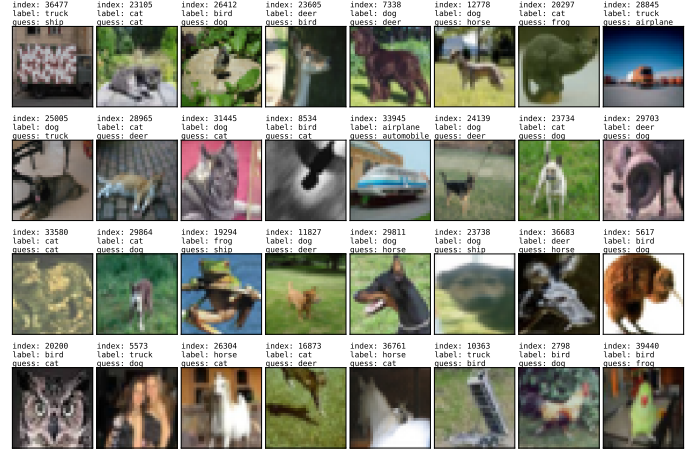 index: 36477
label: truck
guess: ship
index: 23105
label: cat
guess: cat
index: 26412
label: bird
guess: dog
index: 23605
label: deer
guess: bird
index: 7338
label: dog
guess: deer
index: 12778
label: dog
guess: horse
index: 20297
label: cat
guess: frog
index: 28845
label: truck
guess: airplane
index: 25005
label: dog
guess: truck
index: 28965
label: cat
guess: deer
index: 31445
label: dog
guess: cat
index: 8534
label: bird
guess: cat
index: 33945
label: airplane
guess: automobile
index: 24139
label: dog
guess: deer
index: 23734
label: cat
guess: dog
index: 29703
label: deer
guess: dog
index: 33580
label: cat
guess: cat
index: 29864
label: cat
guess: dog
index: 19294
label: frog
guess: ship
index: 11827
label: dog
guess: deer
index: 29811
label: dog
guess: horse
index: 23738
label: dog
guess: ship
index: 36683
label: deer
guess: horse
index: 5617
label: bird
guess: dog
index: 20200
label: bird
guess: cat
index: 5573
label: truck
guess: dog
index: 26304
label: horse
guess: cat
index: 16873
label: cat
guess: deer
index: 36761
label: horse
guess: cat
index: 10363
label: truck
guess: bird
index: 2798
label: bird
guess: dog
index: 39440
label: bird
guess: frog